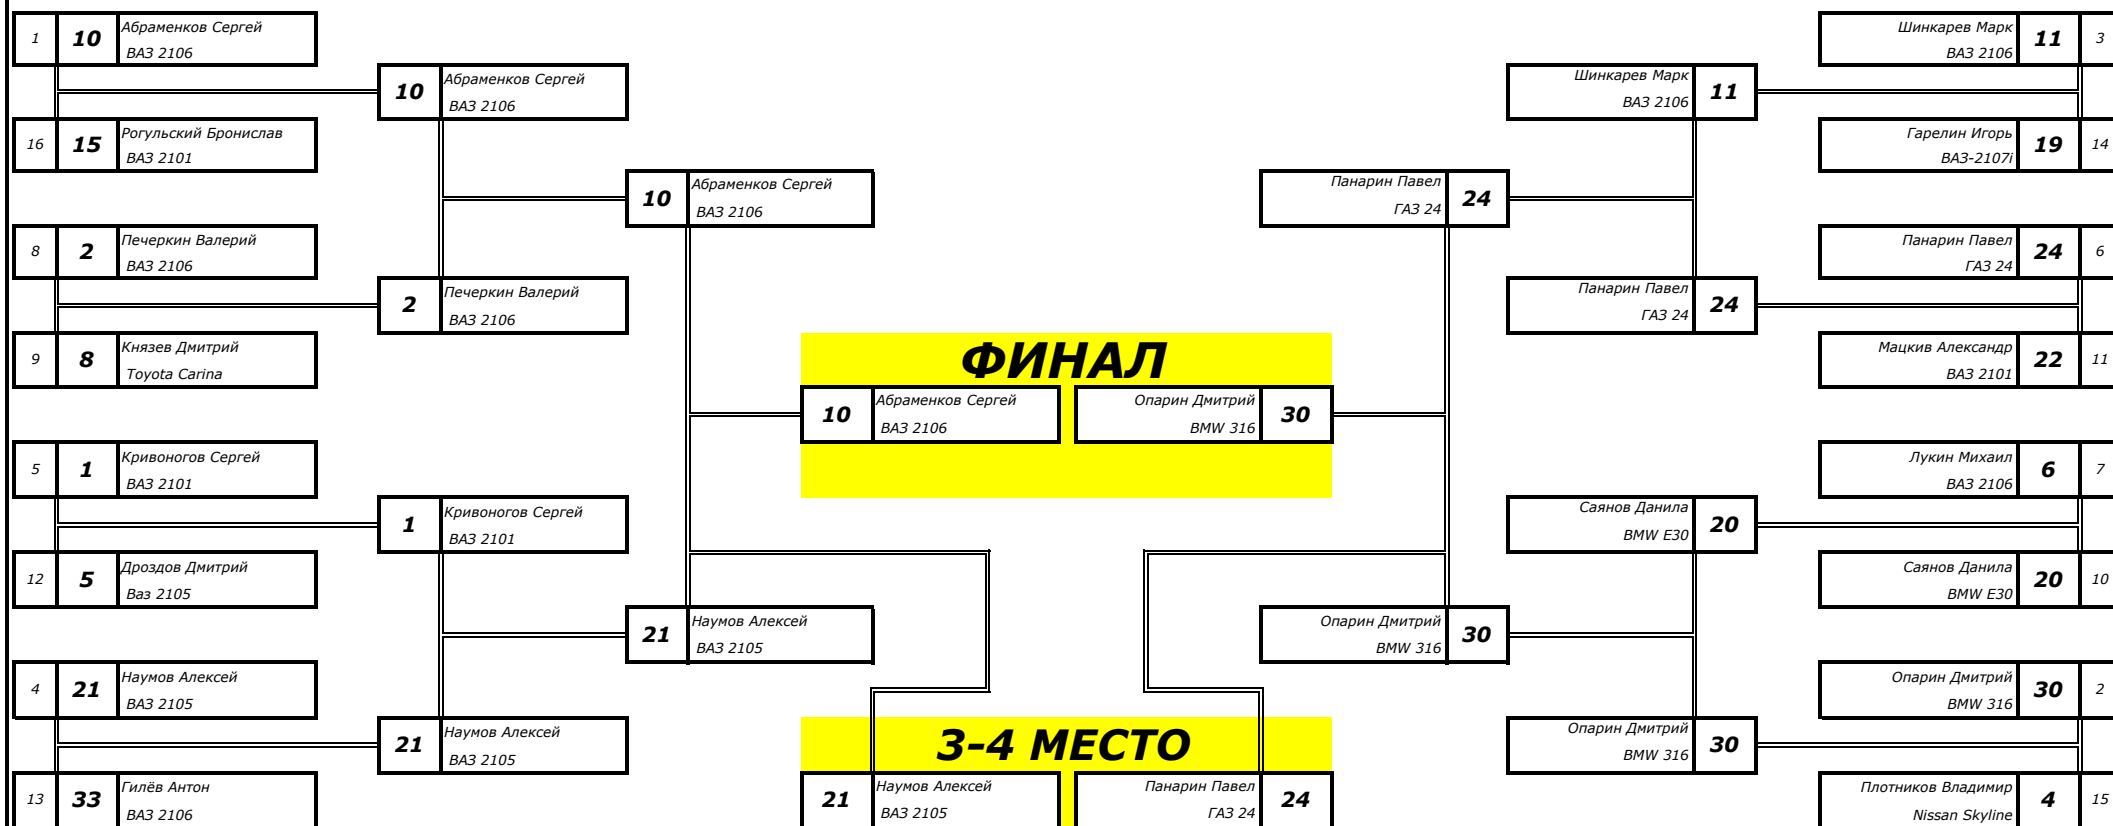 1 10 Абраменков Сергей
ВАЗ 2106
16 15 Рогульский Бронислав
ВАЗ 2101
8 2 Печеркин Валерий
ВАЗ 2106
9 8 Князев Дмитрий
Toyota Carina
5 1 Кривоногов Сергей
ВАЗ 2101
12 5 Дроздов Дмитрий
Ваз 2105
4 21 Наумов Алексей
ВАЗ 2105
13 33 Гилёв Антон
ВАЗ 2106
10 Абраменков Сергей
ВАЗ 2106
2 Печеркин Валерий
ВАЗ 2106
1 Кривоногов Сергей
ВАЗ 2101
21 Наумов Алексей
ВАЗ 2105
10 Абраменков Сергей
ВАЗ 2106
21 Наумов Алексей
ВАЗ 2105
ФИНАЛ
10 Абраменков Сергей
ВАЗ 2106
Опарин Дмитрий 30
BMW 316
3-4 МЕСТО
21 Наумов Алексей
ВАЗ 2105
Панарин Павел 24
ГАЗ 24
Панарин Павел 24
ГАЗ 24
Опарин Дмитрий 30
BMW 316
Шинкарев Марк 11
ВАЗ 2106
Панарин Павел 24
ГАЗ 24
Саянов Данила 20
BMW E30
Опарин Дмитрий 30
BMW 316
Шинкарев Марк 11 3
ВАЗ 2106
Гарелин Игорь 19 14
ВАЗ-2107i
Панарин Павел 24 6
ГАЗ 24
Мацкив Александр 22 11
ВАЗ 2101
Лукин Михаил 6 7
ВАЗ 2106
Саянов Данила 20 10
BMW E30
Опарин Дмитрий 30 2
BMW 316
Плотников Владимир 4 15
Nissan Skyline